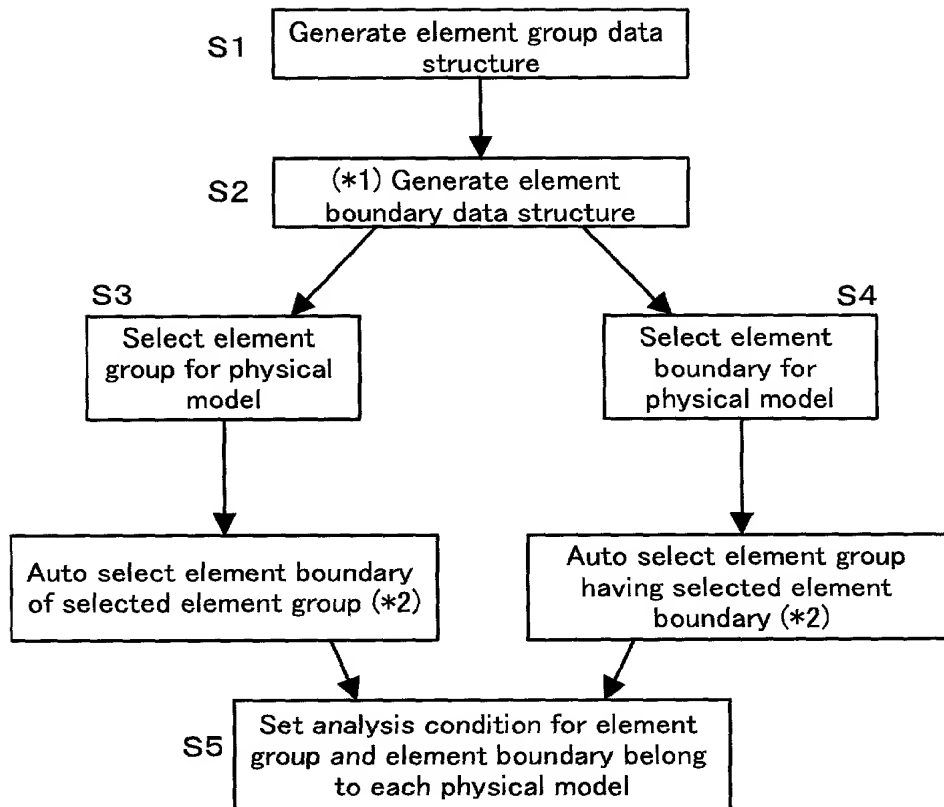 S1
Generate element group data
structure
S2
(*1) Generate element
boundary data structure
S3
Select element
group for physical
model
S4
Select element
boundary for
physical model
Auto select element boundary
of selected element group (*2)
Auto select element group
having selected element
boundary (*2)
S5
Set analysis condition for element
group and element boundary belong
to each physical model